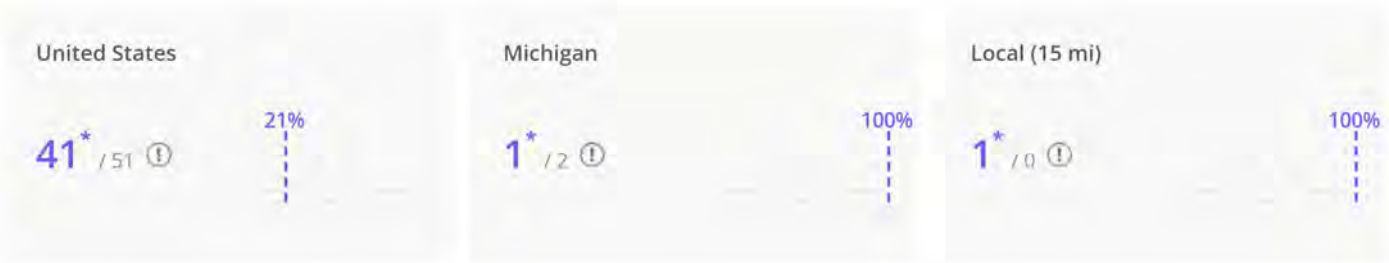 United States
21%
41* / 51
Michigan
100%
1* / 2
Local (15 mi)
100%
1* / 0